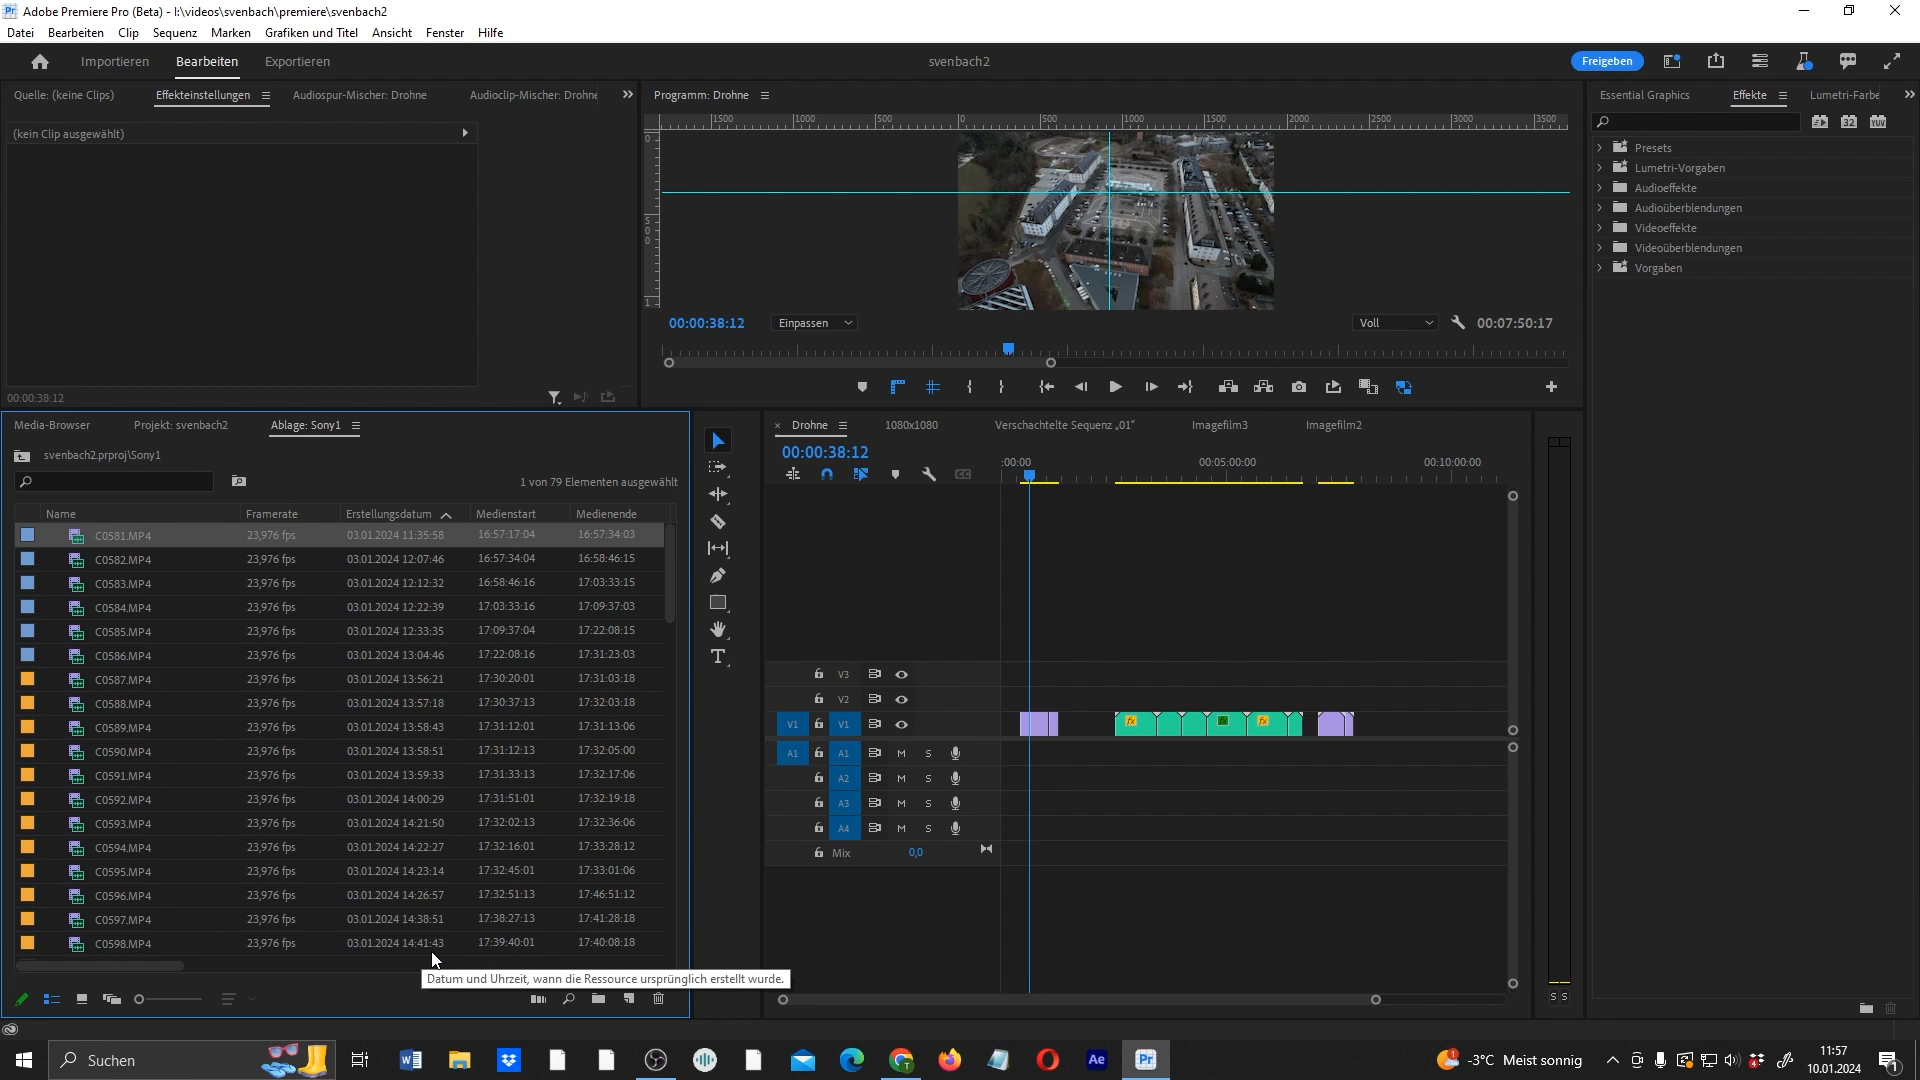 Adobe Premiere Pro (Beta) - I:\videos\svenbach\premiere\svenbach2
Datei Bearbeiten Clip Sequenz Marken Grafiken und Titel Ansicht Fenster Hilfe
Importieren Bearbeiten Exportieren
svenbach2
Freigeben
Quelle: (keine Clips) Effekteinstellungen Audiospur-Mischer: Drohne Audioclip-Mischer: Drohne
(kein Clip ausgewählt)
00:00:38:12
Programm: Drohne
1500 1000 500 0 500 1000 1500 2000 2500 3000 3500
0
500
1
00:00:38:12 Einpassen Voll 00:07:50:17
Essential Graphics Effekte Lumetri-Farbe
32 YUV
Presets
Lumetri-Vorgaben
Audioeffekte
Audioüberblendungen
Videoeffekte
Videoüberblendungen
Vorgaben
Media-Browser Projekt: svenbach2 Ablage: Sony1
svenbach2.prproj\Sony1
1 von 79 Elementen ausgewählt
Name Framerate Erstellungsdatum Medienstart Medienende
C0581.MP4 23,976 fps 03.01.2024 11:35:58 16:57:17:04 16:57:34:03
C0582.MP4 23,976 fps 03.01.2024 12:07:46 16:57:34:04 16:58:46:15
C0583.MP4 23,976 fps 03.01.2024 12:12:32 16:58:46:16 17:03:33:15
C0584.MP4 23,976 fps 03.01.2024 12:22:39 17:03:33:16 17:09:37:03
C0585.MP4 23,976 fps 03.01.2024 12:33:35 17:09:37:04 17:22:08:15
C0586.MP4 23,976 fps 03.01.2024 13:04:46 17:22:08:16 17:31:23:03
C0587.MP4 23,976 fps 03.01.2024 13:56:21 17:30:20:01 17:31:03:18
C0588.MP4 23,976 fps 03.01.2024 13:57:18 17:30:37:13 17:32:03:18
C0589.MP4 23,976 fps 03.01.2024 13:58:43 17:31:12:01 17:31:13:06
C0590.MP4 23,976 fps 03.01.2024 13:58:51 17:31:12:13 17:32:05:00
C0591.MP4 23,976 fps 03.01.2024 13:59:33 17:31:33:13 17:32:17:06
C0592.MP4 23,976 fps 03.01.2024 14:00:29 17:31:51:01 17:32:19:18
C0593.MP4 23,976 fps 03.01.2024 14:21:50 17:32:02:13 17:32:36:06
C0594.MP4 23,976 fps 03.01.2024 14:22:27 17:32:16:01 17:33:28:12
C0595.MP4 23,976 fps 03.01.2024 14:23:14 17:32:45:01 17:33:01:06
C0596.MP4 23,976 fps 03.01.2024 14:26:57 17:32:51:13 17:46:51:12
C0597.MP4 23,976 fps 03.01.2024 14:38:51 17:38:27:13 17:41:28:18
C0598.MP4 23,976 fps 03.01.2024 14:41:43 17:39:40:01 17:40:08:18
Datum und Uhrzeit, wann die Ressource ursprünglich erstellt wurde.
Drohne 1080x1080 Verschachtelte Sequenz „01“ Imagefilm3 Imagefilm2
00:00:38:12
:00:00 00:05:00:00 00:10:00:00
V3
V2
V1 V1
fx fx fx
A1 A1 M S
A2 M S
A3 M S
A4 M S
Mix 0,0
S S
Suchen
-3°C Meist sonnig
11:57
10.01.2024